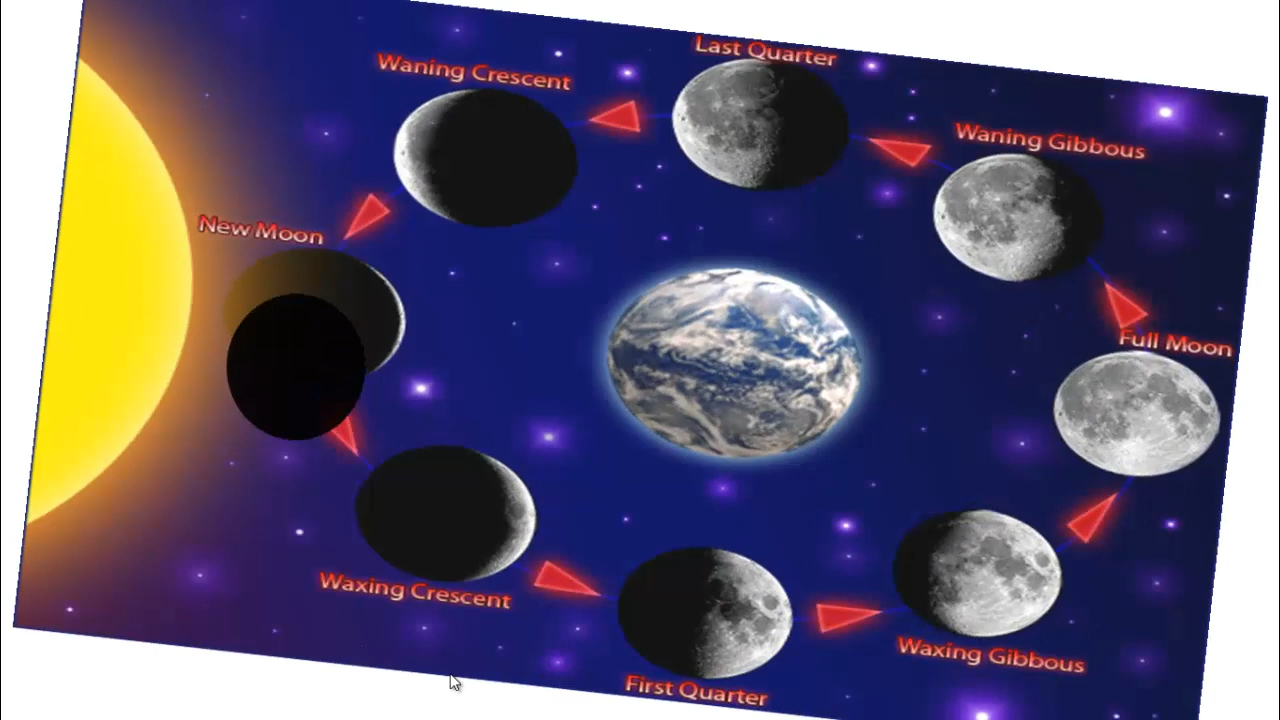 Last Quarter
Waning Crescent
Waning Gibbous
New Moon
Full Moon
Waxing Crescent
Waxing Gibbous
First Quarter